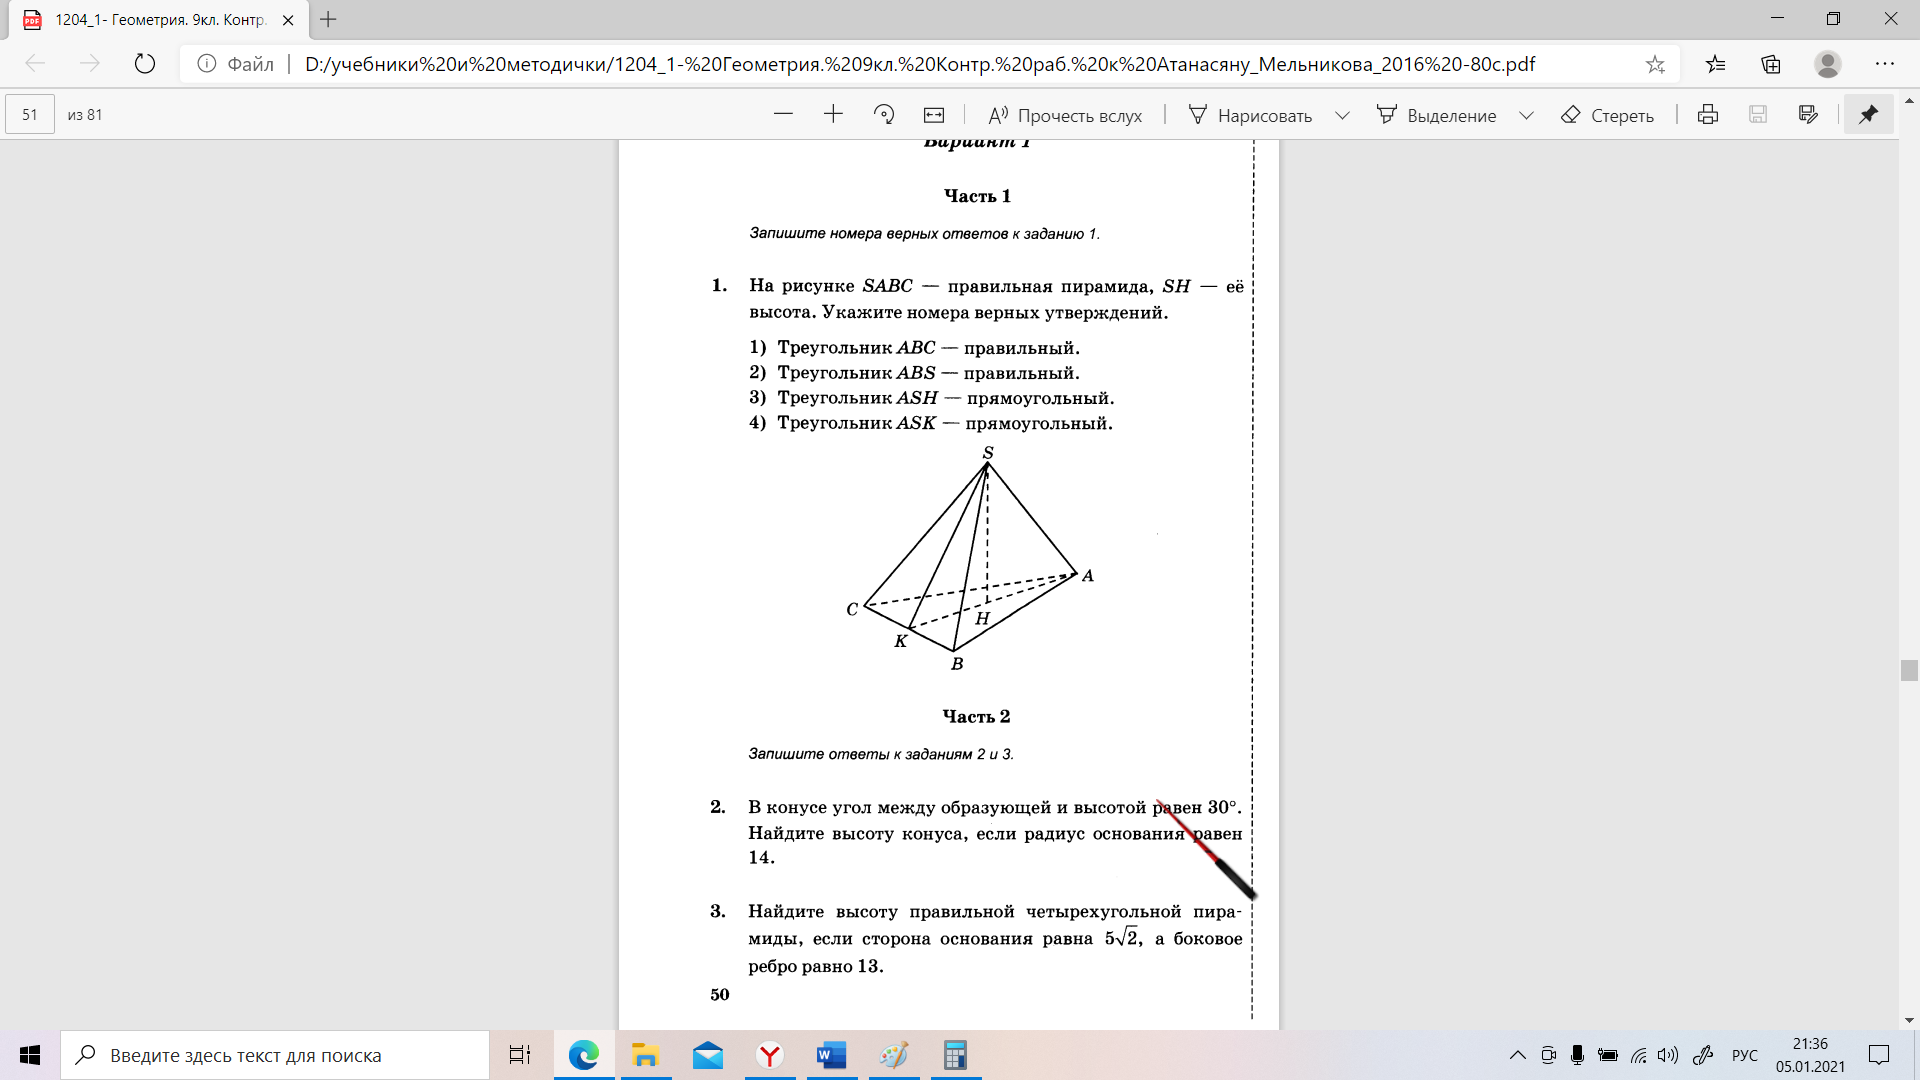 1204_1- Геометрия. 9кл. Контр.
Файл
D:/учебники%20и%20методички/1204_1-%20Геометрия.%209кл.%20Контр.%20раб.%20к%20Атанасяну_Мельникова_2016%20-80с.pdf
51 из 81
Прочесть вслух
Нарисовать
Выделение
Стереть
Вариант 1
Часть 1
Запишите номера верных ответов к заданию 1.
1. На рисунке SABC — правильная пирамида, SH — её
высота. Укажите номера верных утверждений.
1) Треугольник ABC — правильный.
2) Треугольник ABS — правильный.
3) Треугольник ASH — прямоугольный.
4) Треугольник ASK — прямоугольный.
S
A
C
H
K
B
Часть 2
Запишите ответы к заданиям 2 и 3.
2. В конусе угол между образующей и высотой равен 30°.
Найдите высоту конуса, если радиус основания равен
14.
3. Найдите высоту правильной четырехугольной пира-
миды, если сторона основания равна 5√2, а боковое
ребро равно 13.
50
Введите здесь текст для поиска
РУС
21:36
05.01.2021